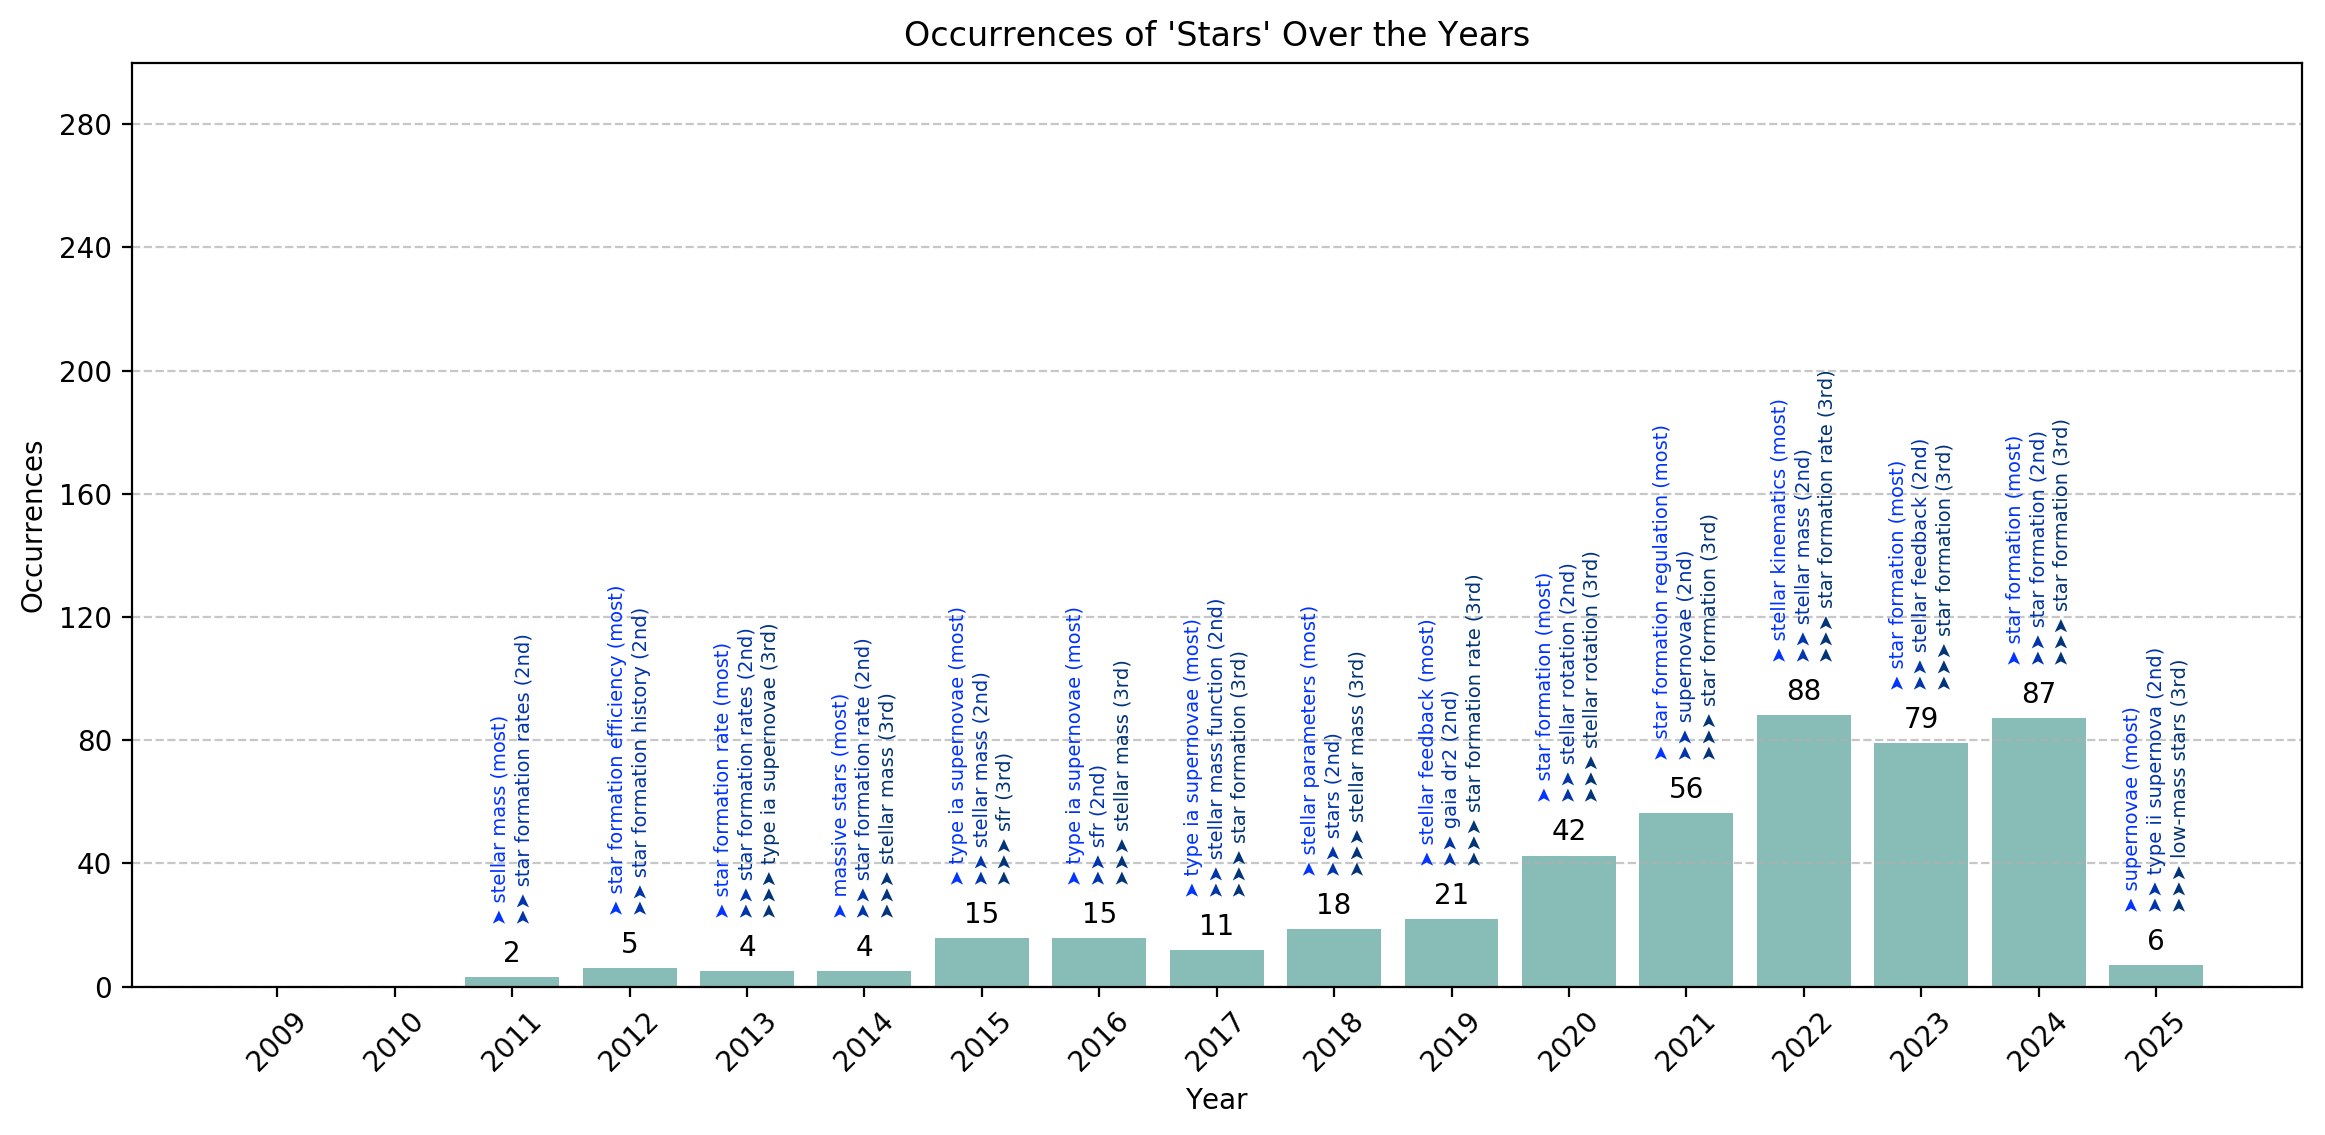 Occurrences of 'Stars' Over the Years
Occurrences
280
240
200
160
120
80
40
0
stellar mass (most)
star formation rates (2nd)
2
star formation efficiency (most)
star formation history (2nd)
5
star formation rate (most)
star formation rates (2nd)
type ia supernovae (3rd)
4
massive stars (most)
star formation rate (2nd)
stellar mass (3rd)
4
type ia supernovae (most)
stellar mass (2nd)
sfr (3rd)
15
type ia supernovae (most)
sfr (2nd)
stellar mass (3rd)
15
type ia supernovae (most)
stellar mass function (2nd)
star formation (3rd)
11
stellar parameters (most)
stars (2nd)
stellar mass (3rd)
18
stellar feedback (most)
gaia dr2 (2nd)
star formation rate (3rd)
21
star formation (most)
stellar rotation (2nd)
stellar rotation (3rd)
42
star formation regulation (most)
supernovae (2nd)
star formation (3rd)
56
stellar kinematics (most)
stellar mass (2nd)
star formation rate (3rd)
88
star formation (most)
stellar feedback (2nd)
star formation (3rd)
79
star formation (most)
star formation (2nd)
star formation (3rd)
87
supernovae (most)
type ii supernova (2nd)
low-mass stars (3rd)
6
2009
2010
2011
2012
2013
2014
2015
2016
2017
2018
2019
2020
2021
2022
2023
2024
2025
Year